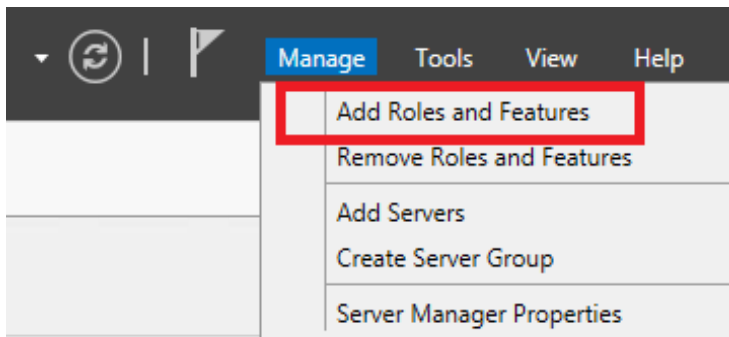 Manage Tools View Help
Add Roles and Features
Remove Roles and Features
Add Servers
Create Server Group
Server Manager Properties